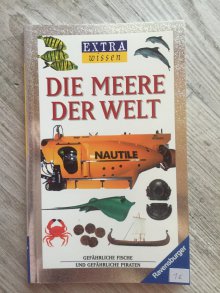 EXTRA
wissen
DIE MEERE
DER WELT
NAUTILE
GEFÄHRLICHE FISCHE
UND GEFÄHRLICHE PIRATEN
Ravensburger